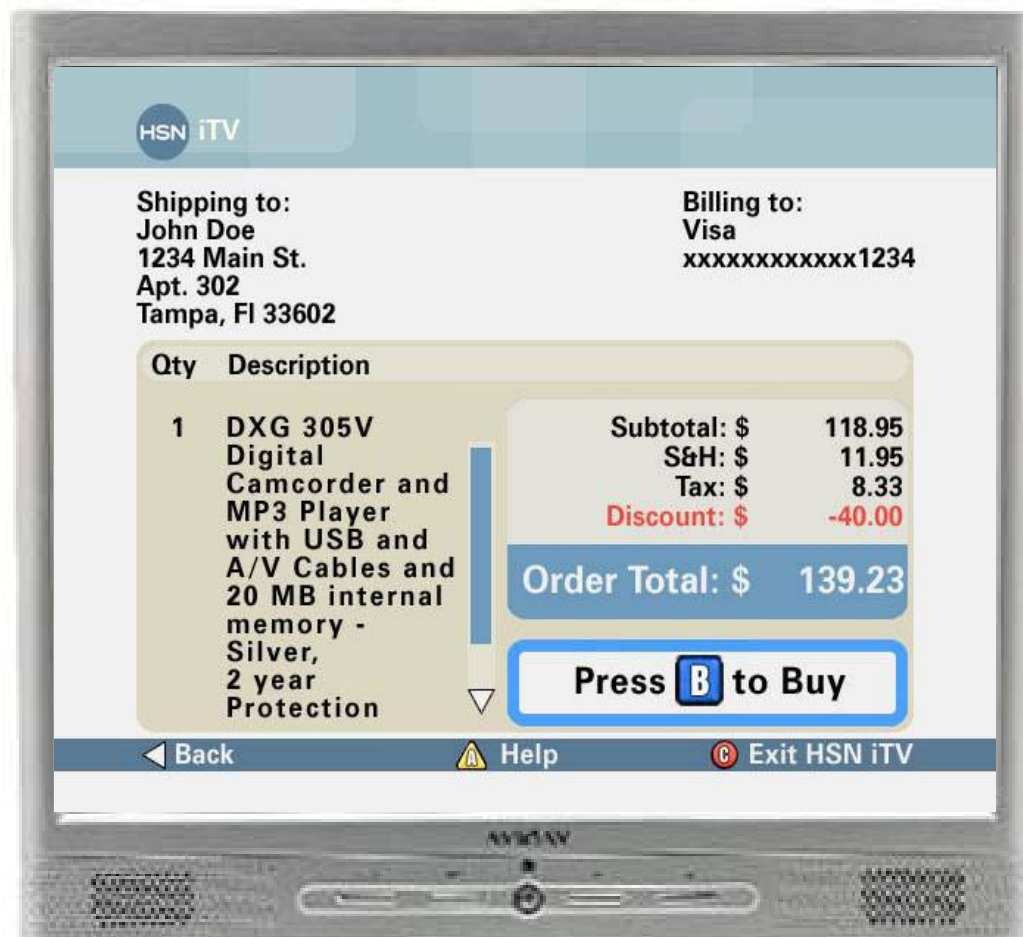 HSN iTV
Shipping to:
John Doe
1234 Main St.
Apt. 302
Tampa, Fl 33602
Billing to:
Visa
xxxxxxxxxxxx1234
Qty Description
1 DXG 305V
Digital
Camcorder and
MP3 Player
with USB and
A/V Cables and
20 MB internal
memory -
Silver,
2 year
Protection
Subtotal: $ 118.95
S&H: $ 11.95
Tax: $ 8.33
Discount: $ -40.00
Order Total: $ 139.23
Press B to Buy
Back
A Help
C Exit HSN iTV